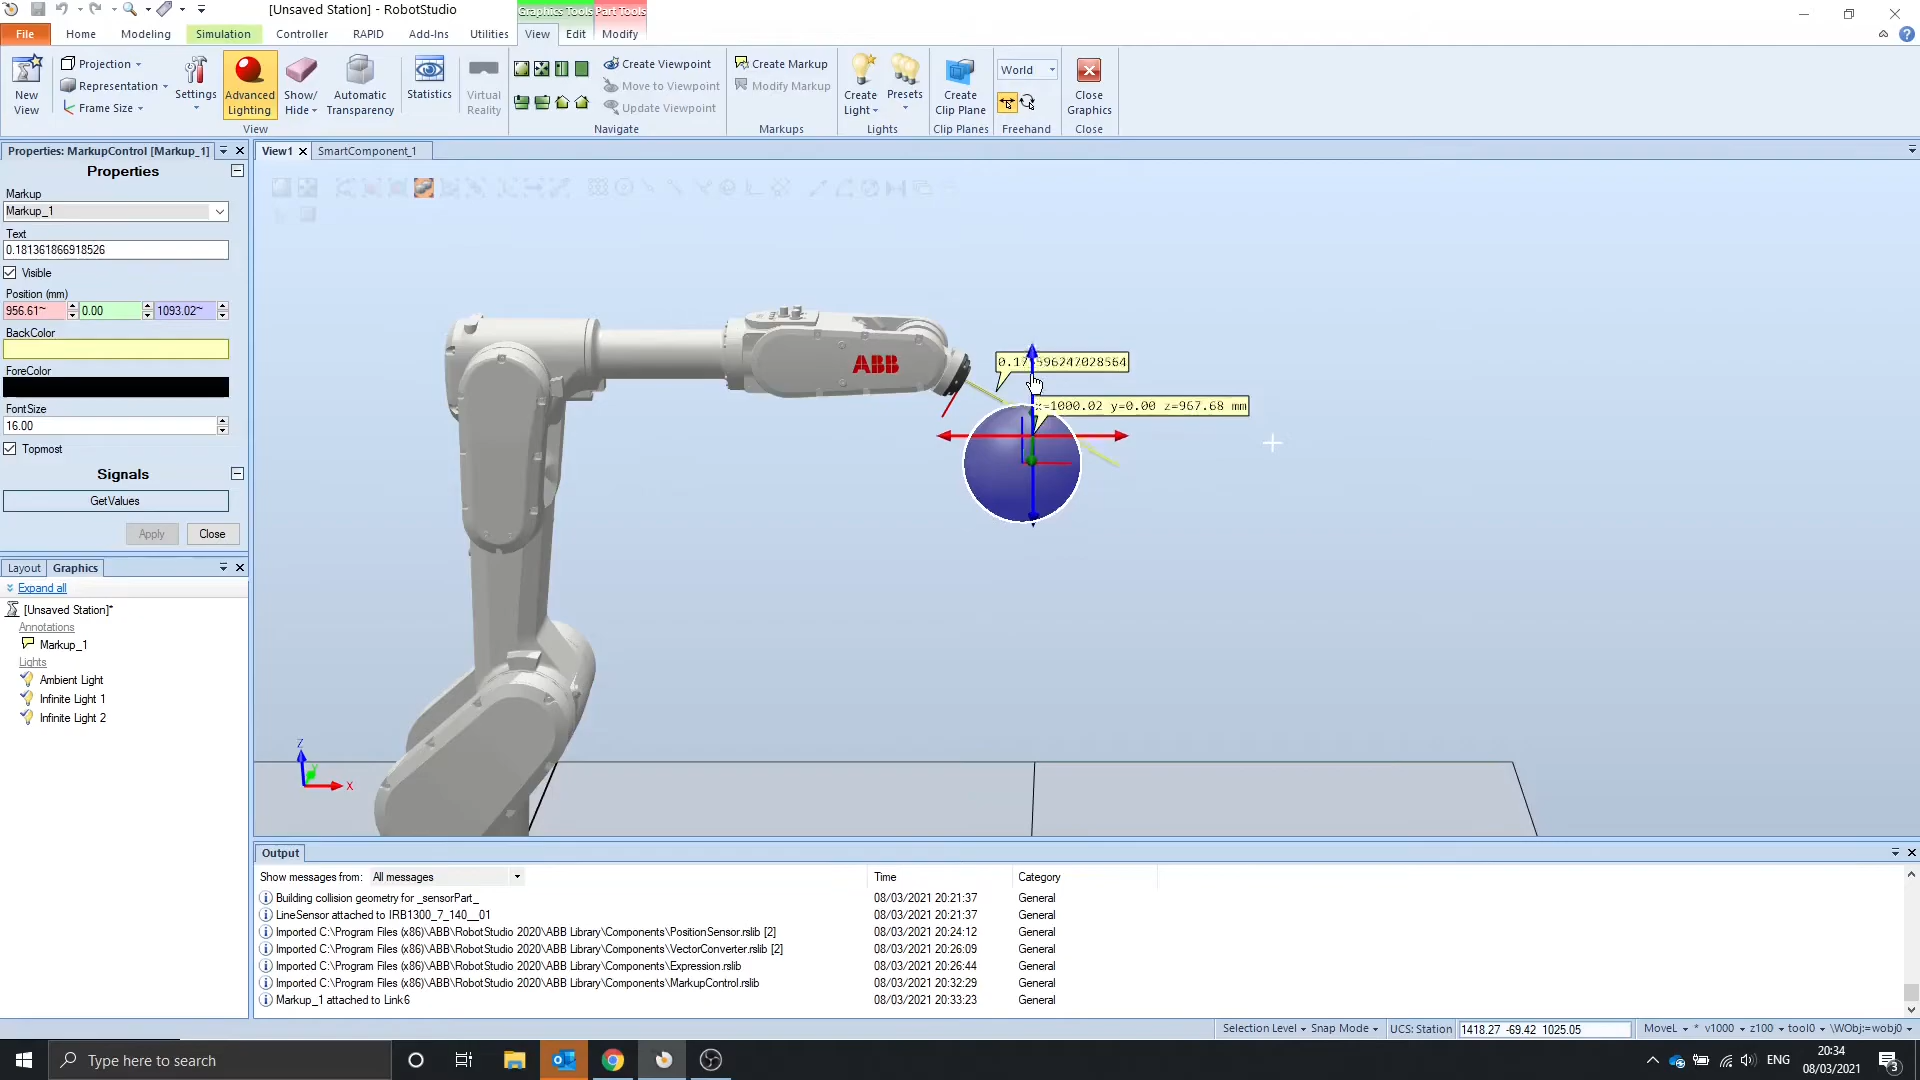 [Unsaved Station] - RobotStudio
Graphics Tools Part Tools
File Home Modeling Simulation Controller RAPID Add-Ins Utilities View Edit Modify
New View
Projection
Representation
Frame Size
Settings
Advanced Lighting
Show/ Hide
Automatic Transparency
Statistics
Virtual Reality
Create Viewpoint
Move to Viewpoint
Update Viewpoint
Create Markup
Modify Markup
Create Light
Presets
Create Clip Plane
World
Close Graphics
View Navigate Markups Lights Clip Planes Freehand Close
Properties: MarkupControl [Markup_1]
View1 SmartComponent_1
Properties
Markup
Markup_1
Text
0.181361866918526
Visible
Position (mm)
956.61~ 0.00 1093.02~
BackColor
ForeColor
FontSize
16.00
Topmost
Signals
GetValues
Apply Close
Layout Graphics
Expand all
[Unsaved Station]*
Annotations
Markup_1
Lights
Ambient Light
Infinite Light 1
Infinite Light 2
ABB
x=1000.02 y=0.00 z=967.68 mm
Z
Y
X
Output
Show messages from: All messages Time Category
Building collision geometry for _sensorPart_ 08/03/2021 20:21:37 General
LineSensor attached to IRB1300_7_140__01 08/03/2021 20:21:37 General
Imported C:\Program Files (x86)\ABB\RobotStudio 2020\ABB Library\Components\PositionSensor.rslib [2] 08/03/2021 20:24:12 General
Imported C:\Program Files (x86)\ABB\RobotStudio 2020\ABB Library\Components\VectorConverter.rslib [2] 08/03/2021 20:26:09 General
Imported C:\Program Files (x86)\ABB\RobotStudio 2020\ABB Library\Components\Expression.rslib 08/03/2021 20:26:44 General
Imported C:\Program Files (x86)\ABB\RobotStudio 2020\ABB Library\Components\MarkupControl.rslib 08/03/2021 20:32:29 General
Markup_1 attached to Link6 08/03/2021 20:33:23 General
Selection Level Snap Mode UCS: Station 1418.27 -69.42 1025.05 MoveL * v1000 z100 tool0 \WObj:=wobj0
Type here to search
ENG
20:34
08/03/2021
3